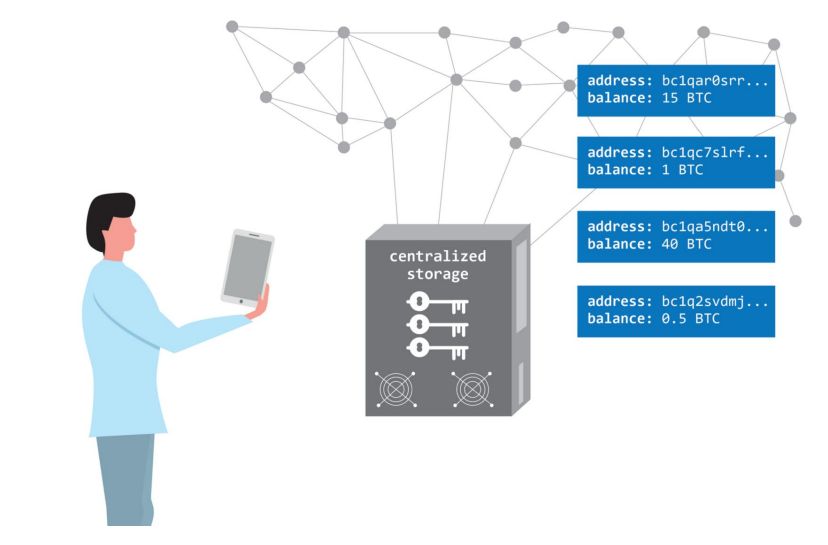 address: bc1qar0srr...
balance: 15 BTC
address: bc1qc7slrf...
balance: 1 BTC
centralized
storage
address: bc1qa5ndt0...
balance: 40 BTC
address: bc1q2svdmj...
balance: 0.5 BTC